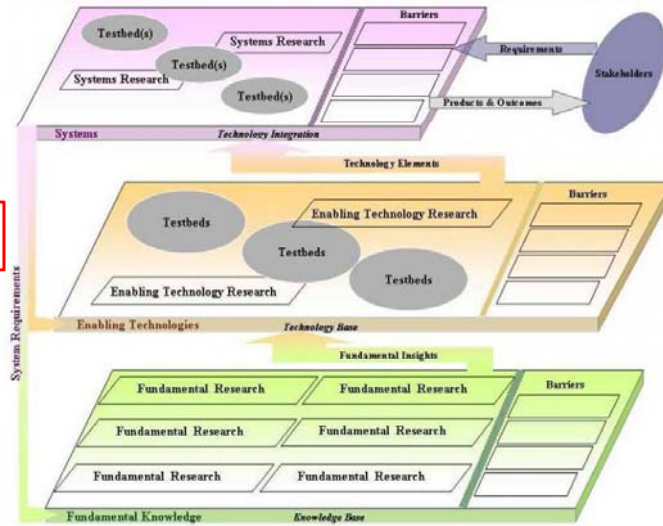 Barriers
Testbed(s)
Systems Research
Requirements
Testbed(s)
Stakeholders
Systems Research
Testbed(s)
Products & Outcomes
Systems
Technology Integration
Technology Elements
Barriers
Enabling Technology Research
Testbeds
Testbeds
Testbeds
Enabling Technology Research
Enabling Technologies
Technology Base
System Requirements
Fundamental Insights
Barriers
Fundamental Research
Fundamental Research
Fundamental Research
Fundamental Research
Fundamental Research
Fundamental Research
Fundamental Knowledge
Knowledge Base